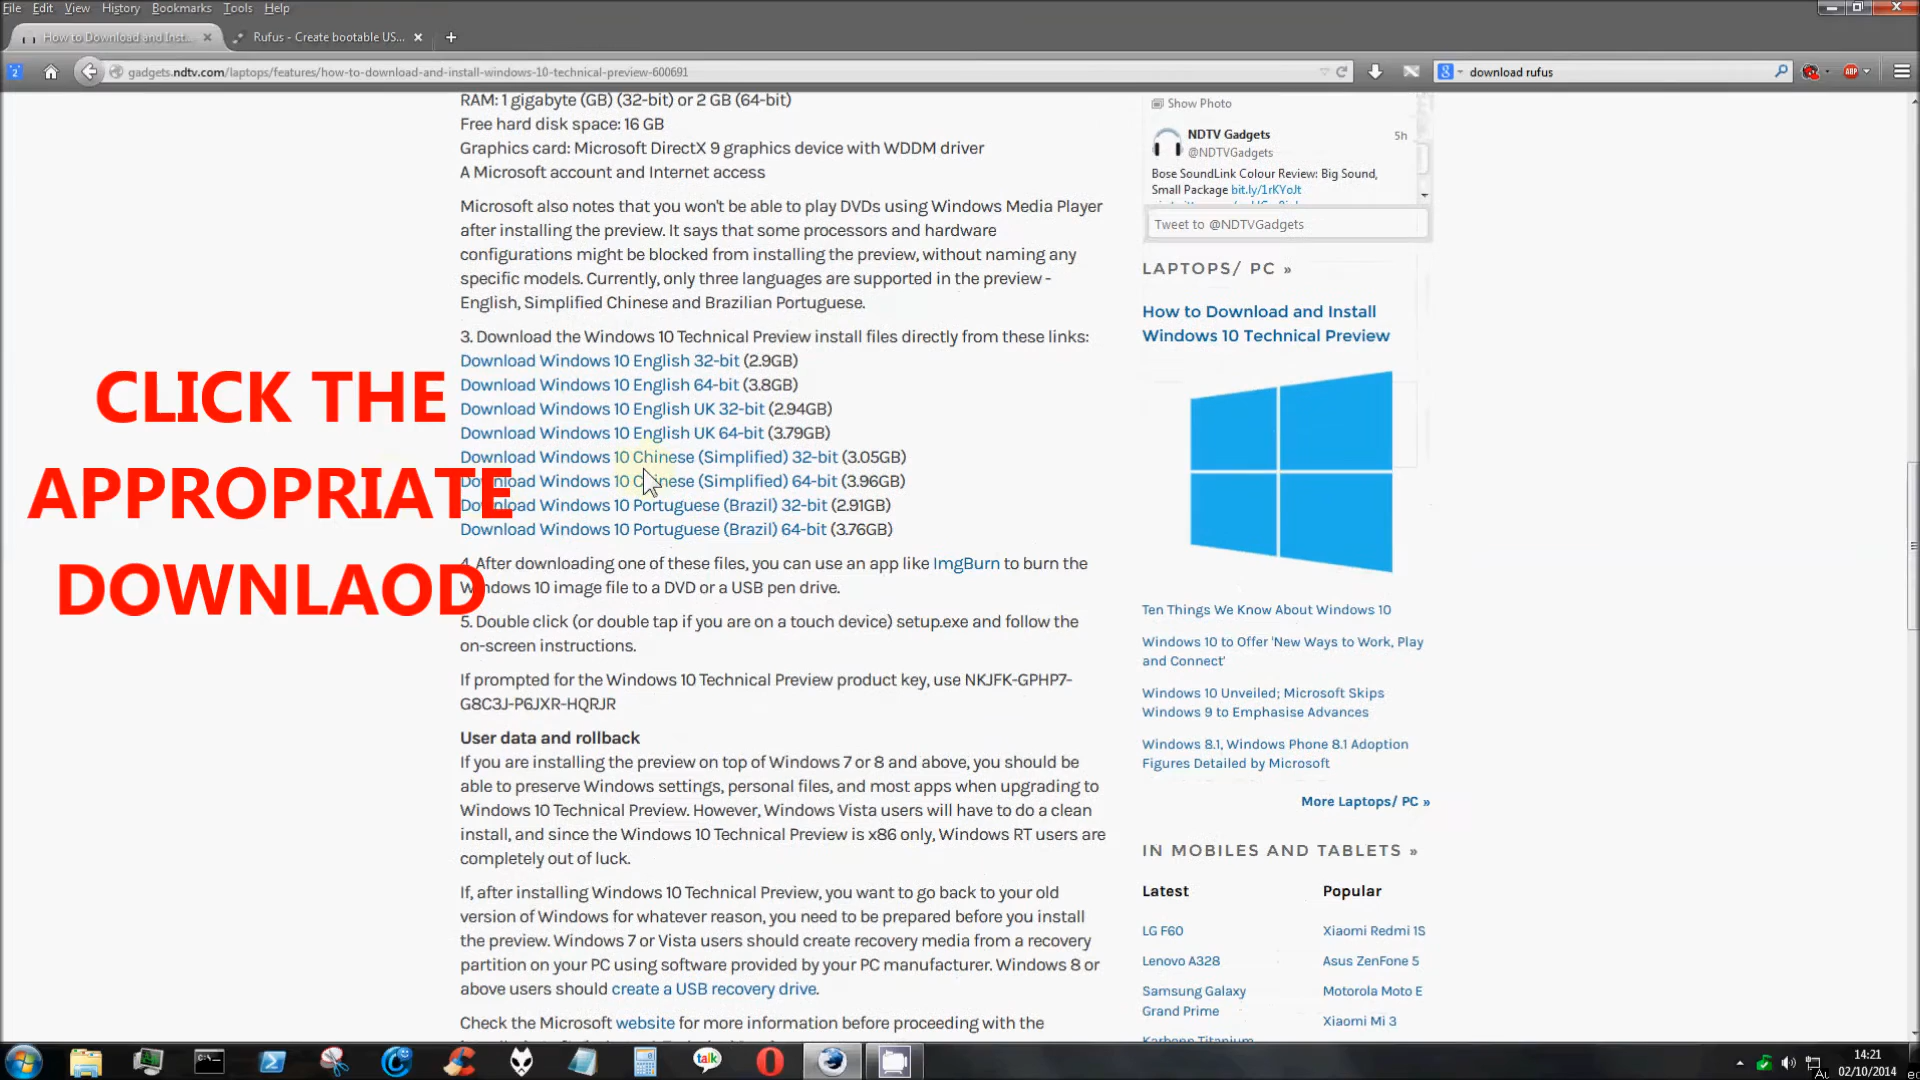 File Edit View History Bookmarks Tools Help
How to Download and Inst...
Rufus - Create bootable US...
gadgets.ndtv.com/laptops/features/how-to-download-and-install-windows-10-technical-preview-600691
download rufus
RAM: 1 gigabyte (GB) (32-bit) or 2 GB (64-bit)
Free hard disk space: 16 GB
Graphics card: Microsoft DirectX 9 graphics device with WDDM driver
A Microsoft account and Internet access
Microsoft also notes that you won't be able to play DVDs using Windows Media Player
after installing the preview. It says that some processors and hardware
configurations might be blocked from installing the preview, without naming any
specific models. Currently, only three languages are supported in the preview -
English, Simplified Chinese and Brazilian Portuguese.
3. Download the Windows 10 Technical Preview install files directly from these links:
Download Windows 10 English 32-bit (2.9GB)
Download Windows 10 English 64-bit (3.8GB)
Download Windows 10 English UK 32-bit (2.94GB)
Download Windows 10 English UK 64-bit (3.79GB)
Download Windows 10 Chinese (Simplified) 32-bit (3.05GB)
Download Windows 10 Chinese (Simplified) 64-bit (3.96GB)
Download Windows 10 Portuguese (Brazil) 32-bit (2.91GB)
Download Windows 10 Portuguese (Brazil) 64-bit (3.76GB)
4. After downloading one of these files, you can use an app like ImgBurn to burn the
Windows 10 image file to a DVD or a USB pen drive.
5. Double click (or double tap if you are on a touch device) setup.exe and follow the
on-screen instructions.
If prompted for the Windows 10 Technical Preview product key, use NKJFK-GPHP7-
G8C3J-P6JXR-HQRJR
User data and rollback
If you are installing the preview on top of Windows 7 or 8 and above, you should be
able to preserve Windows settings, personal files, and most apps when upgrading to
Windows 10 Technical Preview. However, Windows Vista users will have to do a clean
install, and since the Windows 10 Technical Preview is x86 only, Windows RT users are
completely out of luck.
If, after installing Windows 10 Technical Preview, you want to go back to your old
version of Windows for whatever reason, you need to be prepared before you install
the preview. Windows 7 or Vista users should create recovery media from a recovery
partition on your PC using software provided by your PC manufacturer. Windows 8 or
above users should create a USB recovery drive.
Check the Microsoft website for more information before proceeding with the
CLICK THE
APPROPRIATE
DOWNLAOD
Show Photo
NDTV Gadgets 5h
@NDTVGadgets
Bose SoundLink Colour Review: Big Sound,
Small Package bit.ly/1rKYoJt
Tweet to @NDTVGadgets
LAPTOPS/ PC »
How to Download and Install
Windows 10 Technical Preview
Ten Things We Know About Windows 10
Windows 10 to Offer 'New Ways to Work, Play
and Connect'
Windows 10 Unveiled; Microsoft Skips
Windows 9 to Emphasise Advances
Windows 8.1, Windows Phone 8.1 Adoption
Figures Detailed by Microsoft
More Laptops/ PC »
IN MOBILES AND TABLETS »
Latest
LG F60
Lenovo A328
Samsung Galaxy
Grand Prime
Popular
Xiaomi Redmi 1S
Asus ZenFone 5
Motorola Moto E
Xiaomi Mi 3
talk
14:21
02/10/2014